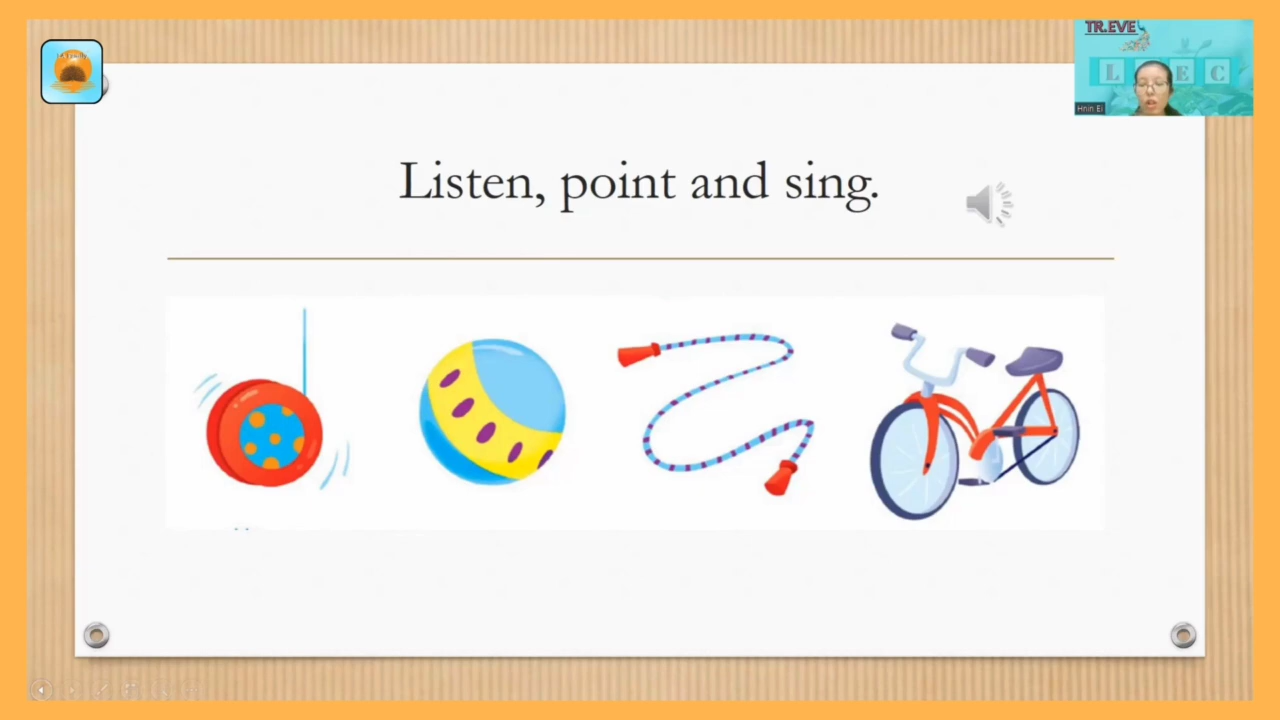 TR.EVE
L E C
Hnin Ei
Listen, point and sing.